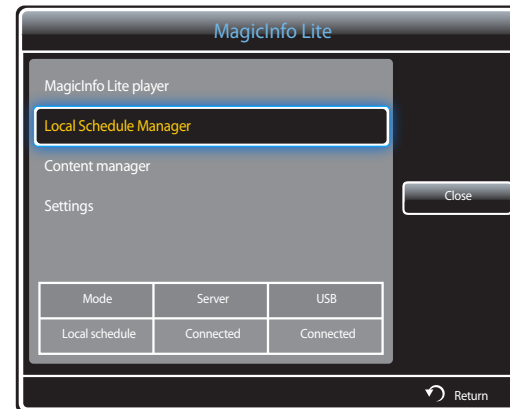 MagicInfo Lite
MagicInfo Lite player
Local Schedule Manager
Content manager
Settings
Close
Mode Server USB
Local schedule Connected Connected
Return